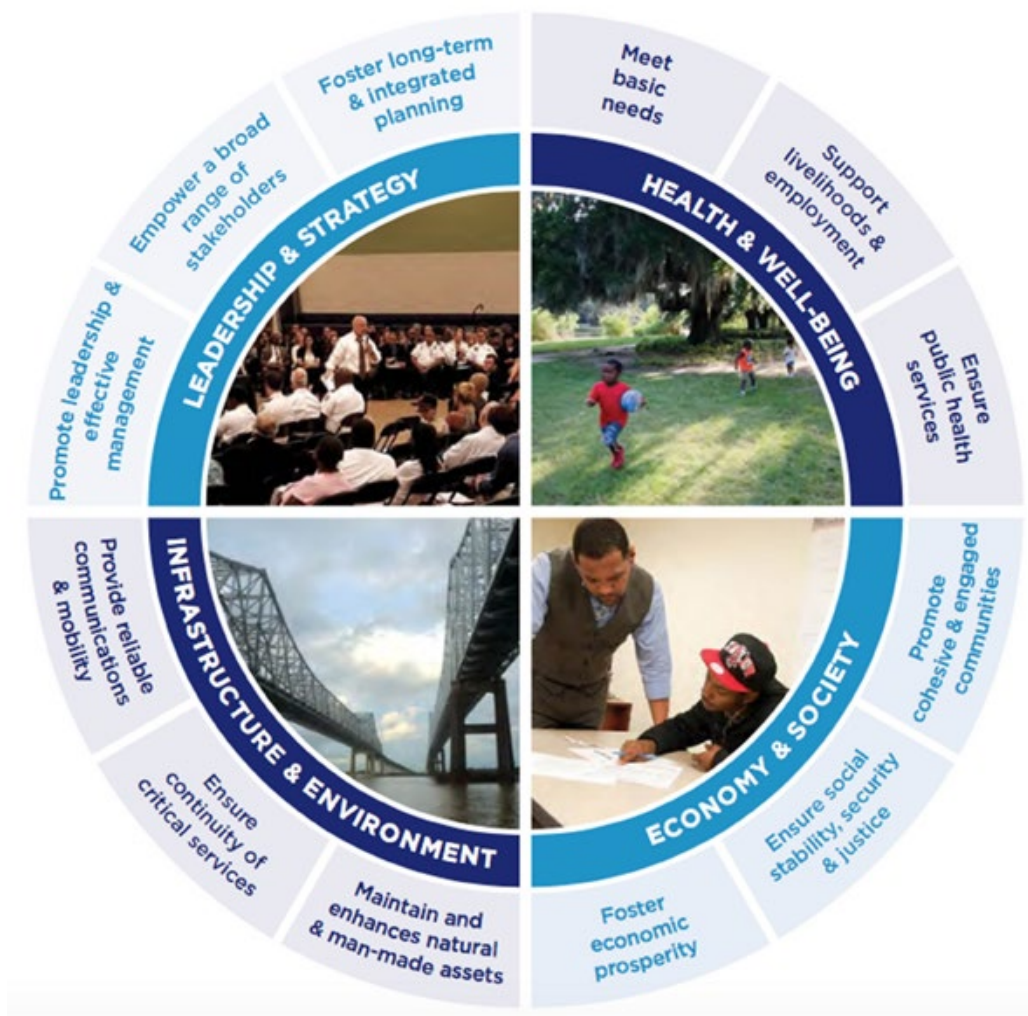 Foster long-term
& integrated
planning
Empower a broad
range of
stakeholders
Promote leadership &
effective
management
LEADERSHIP & STRATEGY
Meet
basic
needs
Support
livelihoods &
employment
Ensure
public health
services
HEALTH & WELL-BEING
Provide reliable
communications
& mobility
Ensure
continuity of
critical services
Maintain and
enhances natural
& man-made assets
INFRASTRUCTURE & ENVIRONMENT
Promote
cohesive & engaged
communities
Ensure social
stability, security
& justice
Foster
economic
prosperity
ECONOMY & SOCIETY